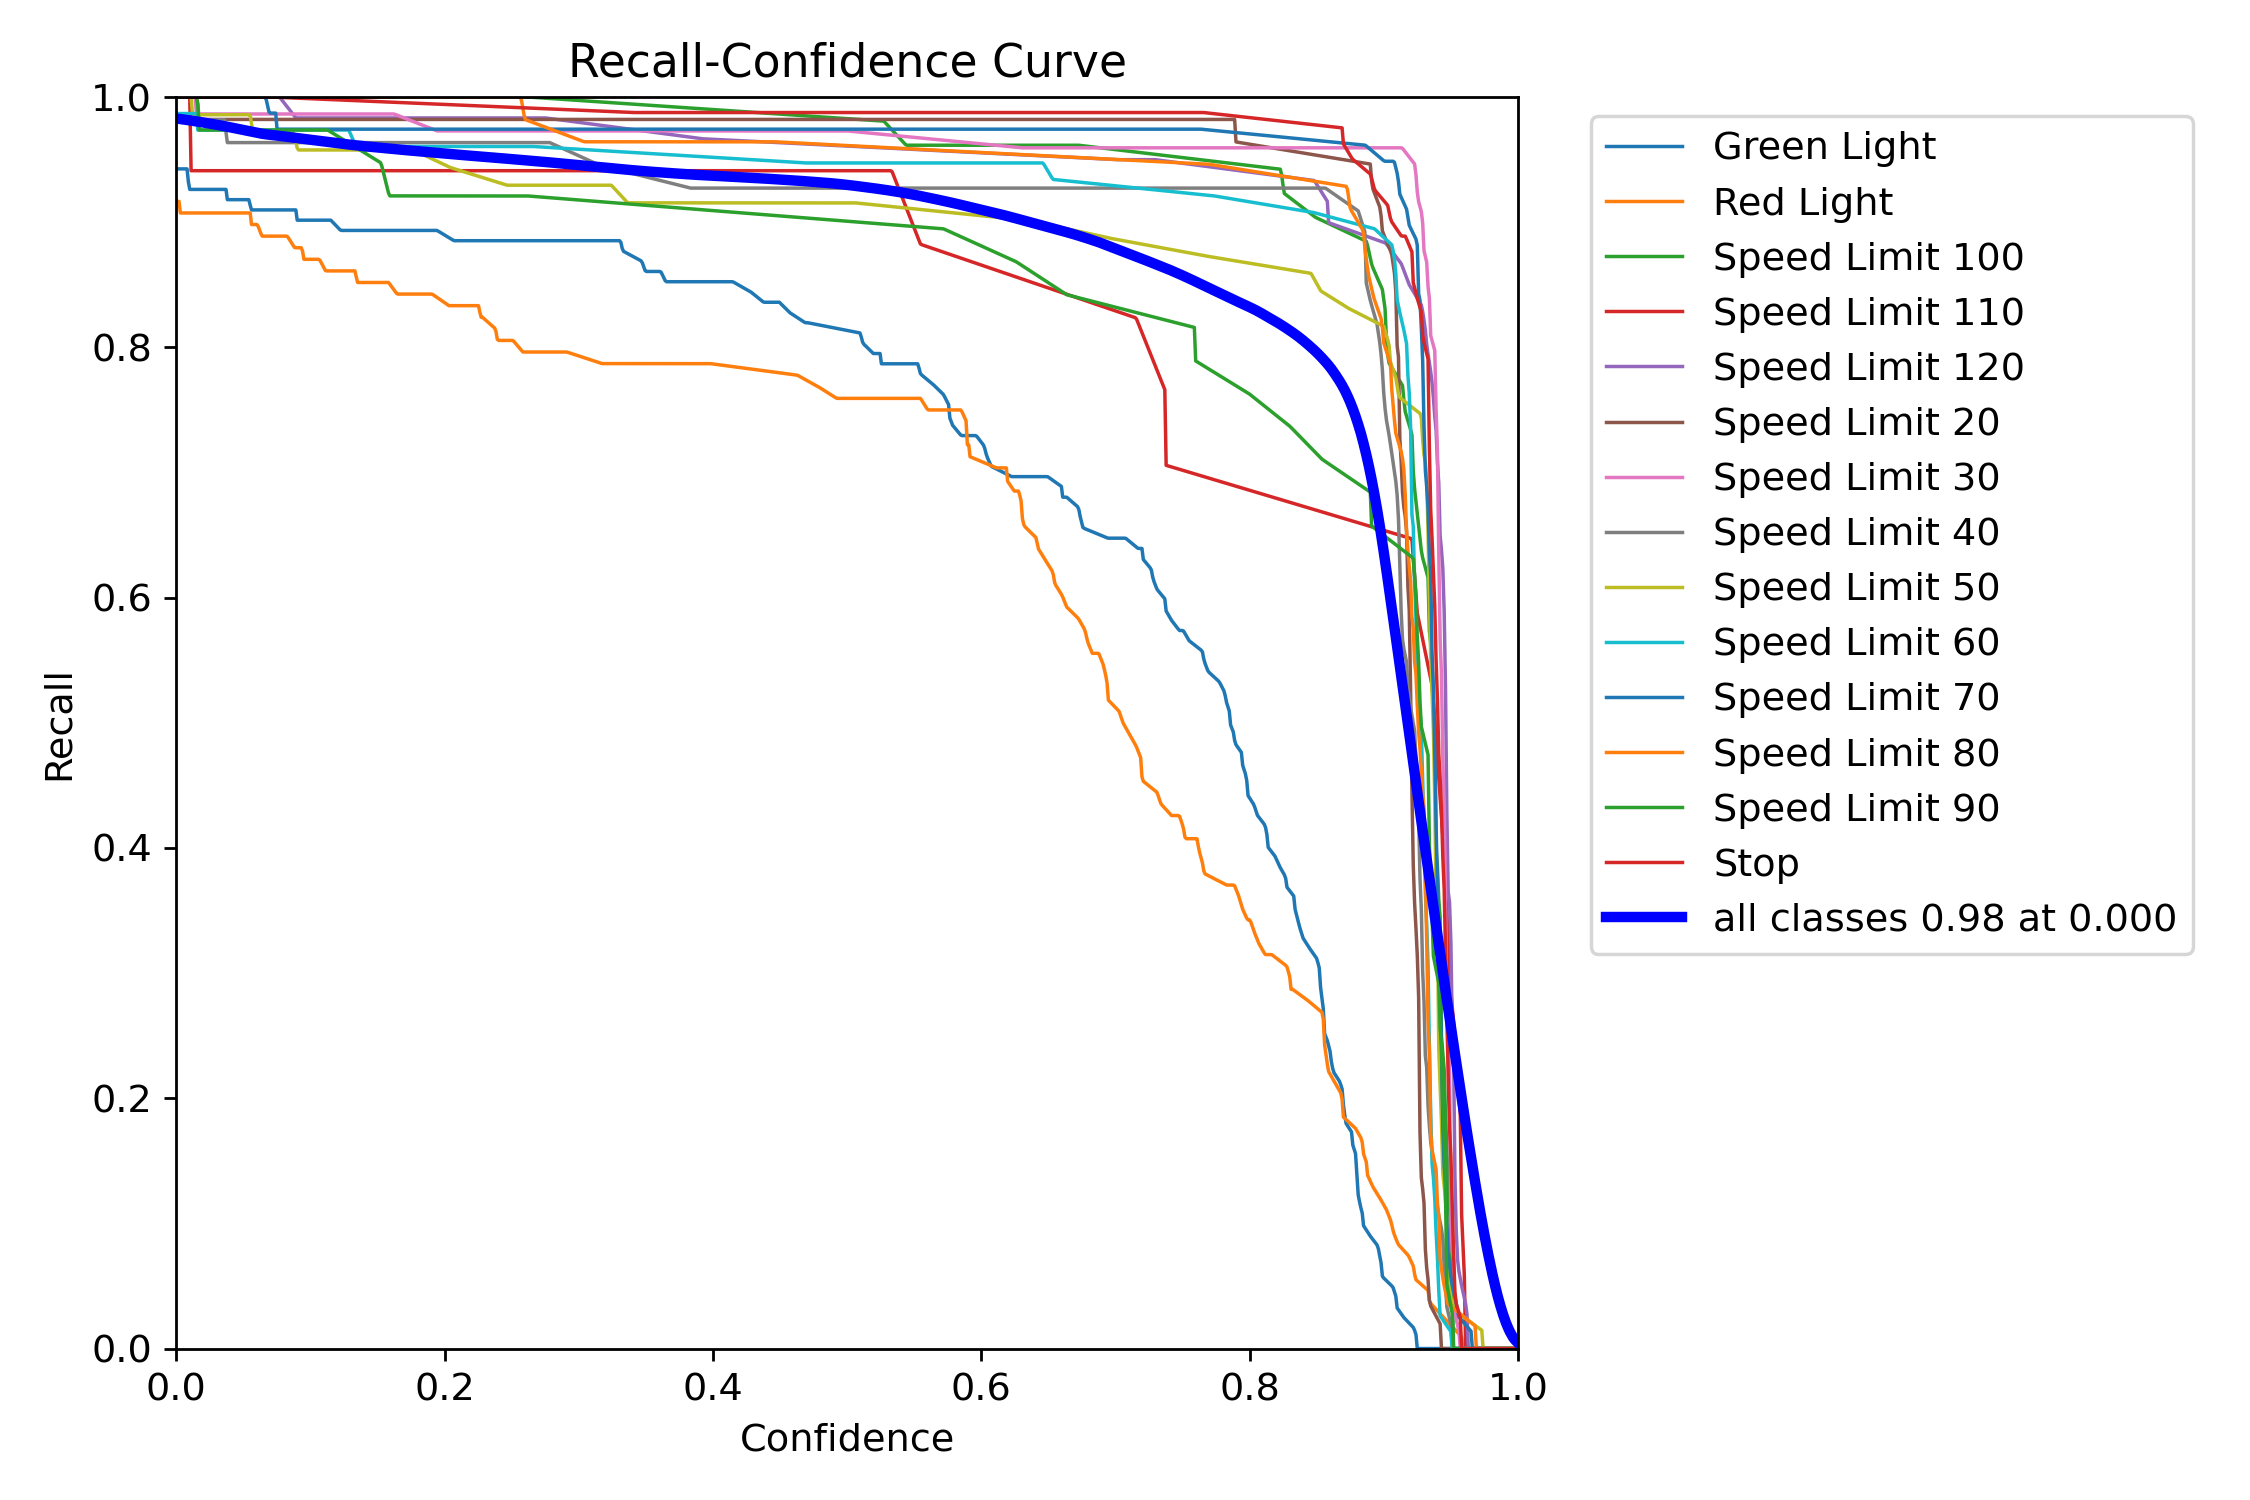 Recall-Confidence Curve
1.0
0.8
0.6
0.4
0.2
0.0
Recall
0.0 0.2 0.4 0.6 0.8 1.0
Confidence
Green Light
Red Light
Speed Limit 100
Speed Limit 110
Speed Limit 120
Speed Limit 20
Speed Limit 30
Speed Limit 40
Speed Limit 50
Speed Limit 60
Speed Limit 70
Speed Limit 80
Speed Limit 90
Stop
all classes 0.98 at 0.000